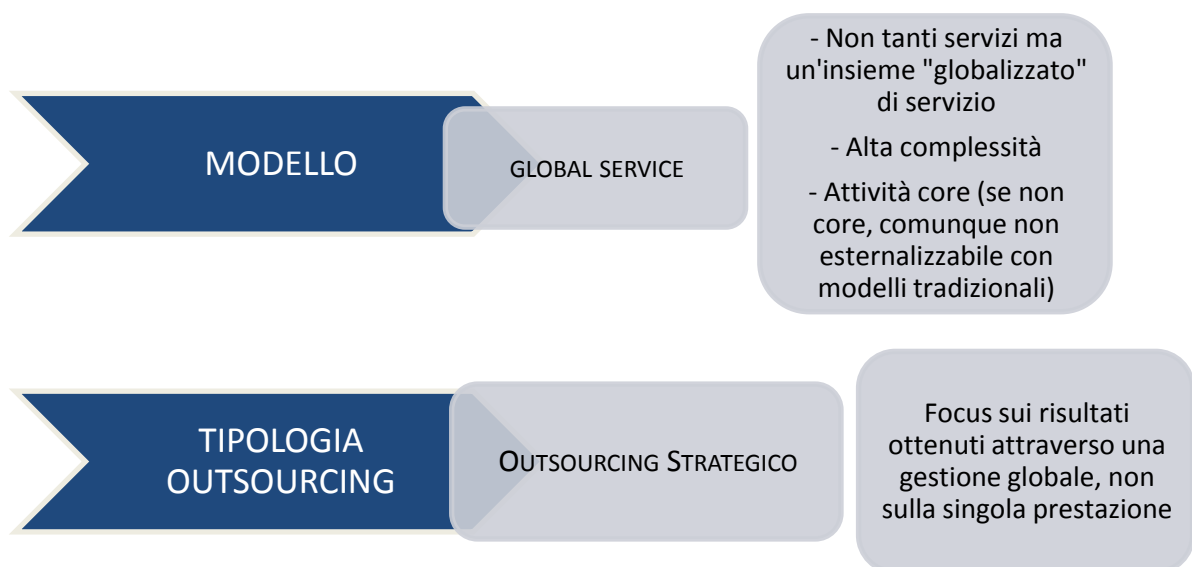 MODELLO
GLOBAL SERVICE
- Non tanti servizi ma
un'insieme "globalizzato"
di servizio
- Alta complessità
- Attività core (se non
core, comunque non
esternalizzabile con
modelli tradizionali)
TIPOLOGIA
OUTSOURCING
OUTSOURCING STRATEGICO
Focus sui risultati
ottenuti attraverso una
gestione globale, non
sulla singola prestazione